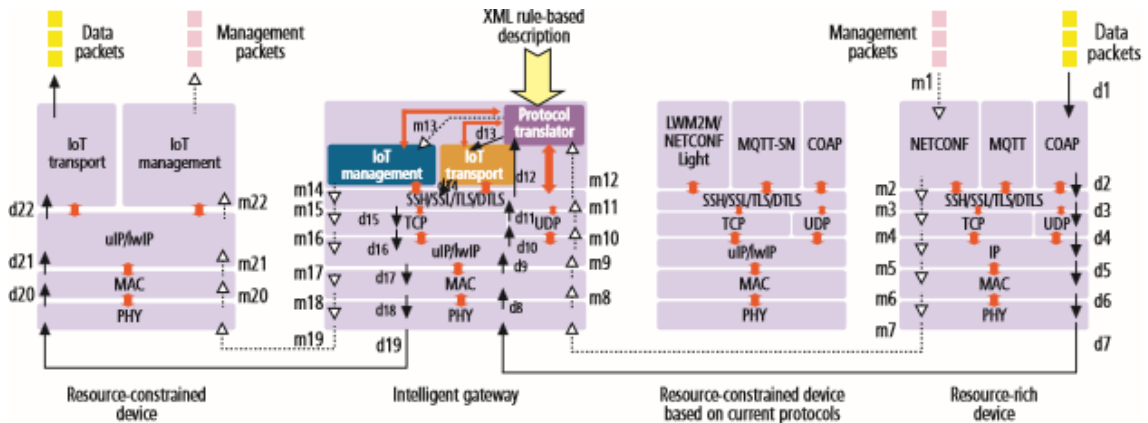 Data
packets
Management
packets
XML rule-based
description
Management
packets
Data
packets
IoT
transport
IoT
management
d22
m22
uIP/lwIP
d21
m21
MAC
d20
m20
PHY
m19
Resource-constrained
device
m13
d13
Protocol
translator
IoT
management
IoT
transport
d12
m12
m14
d14
SSH/SSL/TLS/DTLS
m15
d15
TCP
d11
UDP
m11
m16
d16
uIP/lwIP
d10
m10
d9
m9
m17
d17
MAC
m8
m18
d18
PHY
d8
d19
Intelligent gateway
LWM2M/
NETCONF
Light
MQTT-SN
COAP
SSH/SSL/TLS/DTLS
TCP
UDP
uIP/lwIP
MAC
PHY
Resource-constrained device
based on current protocols
m1
d1
NETCONF
MQTT
COAP
m2
d2
SSH/SSL/TLS/DTLS
m3
d3
TCP
UDP
m4
d4
IP
m5
d5
MAC
m6
d6
PHY
m7
d7
Resource-rich
device